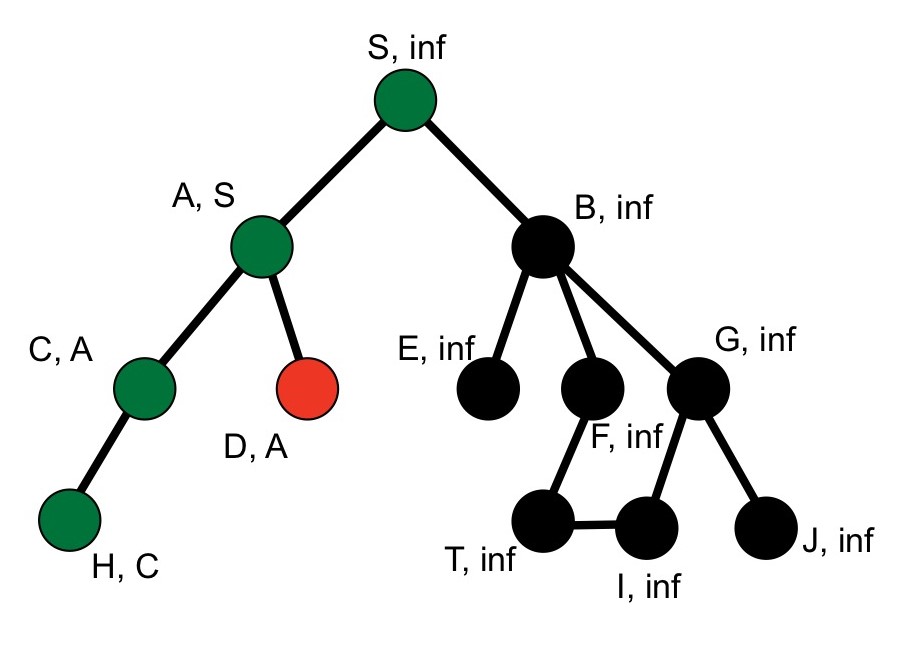 S, inf
A, S
B, inf
C, A
E, inf
G, inf
D, A
F, inf
T, inf
J, inf
H, C
I, inf